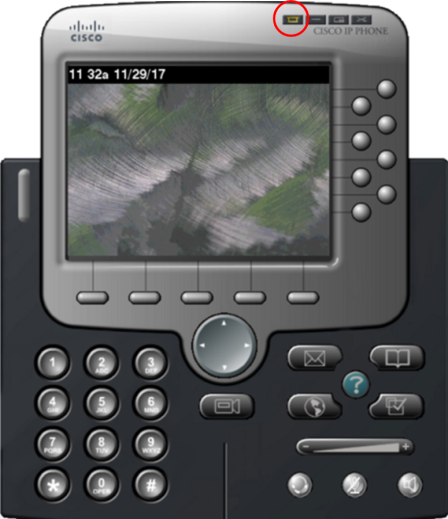 CISCO
CISCO IP PHONE
11 32a 11/29/17
1
2
ABC
3
DEF
4
GHI
5
JKL
6
MNO
7
PQRS
8
TUV
9
WXYZ
*
0
OPER
#
?
- +